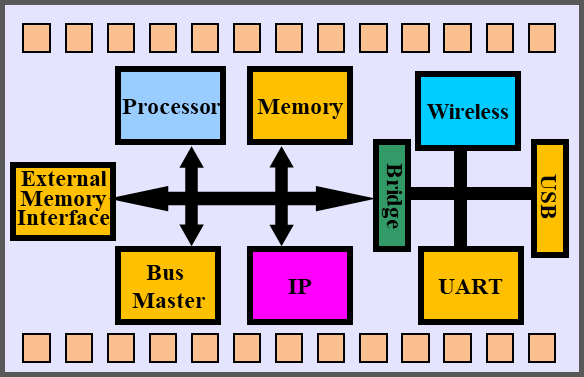 Processor
Memory
Wireless
External
Memory
Interface
Bridge
USB
Bus
Master
IP
UART